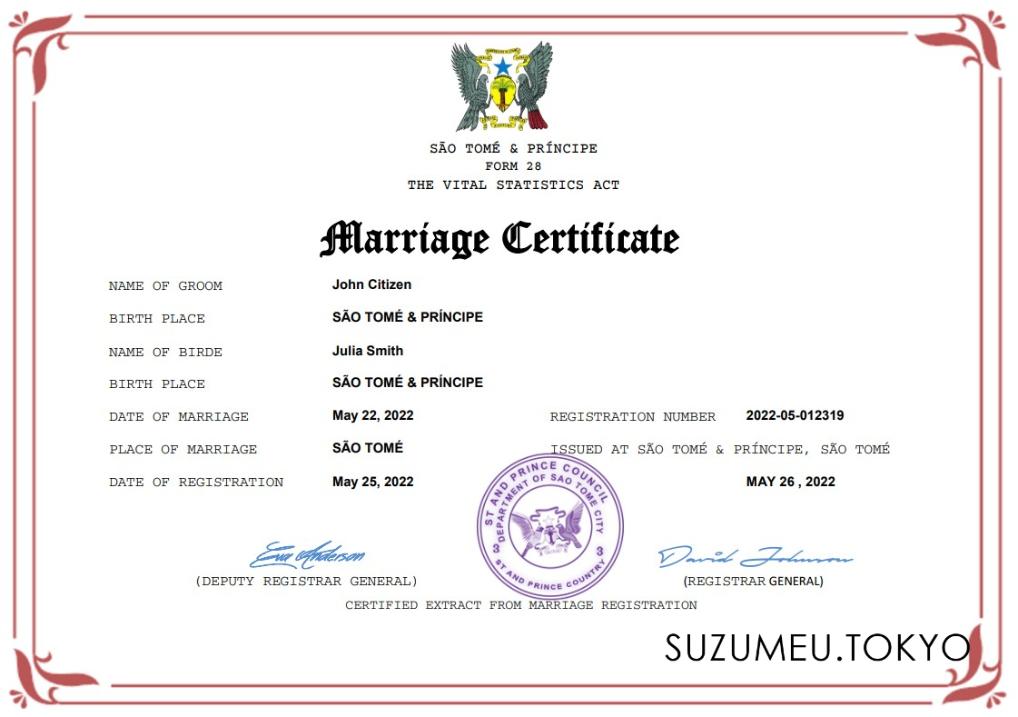 SÃO TOMÉ & PRÍNCIPE
FORM 28
THE VITAL STATISTICS ACT
Marriage Certificate
NAME OF GROOM John Citizen
BIRTH PLACE SÃO TOMÉ & PRÍNCIPE
NAME OF BIRDE Julia Smith
BIRTH PLACE SÃO TOMÉ & PRÍNCIPE
DATE OF MARRIAGE May 22, 2022 REGISTRATION NUMBER 2022-05-012319
PLACE OF MARRIAGE SÃO TOMÉ ISSUED AT SÃO TOMÉ & PRÍNCIPE, SÃO TOMÉ
DATE OF REGISTRATION May 25, 2022 MAY 26 , 2022
ST AND PRINCE COUNCIL
DEPARTMENT OF SAO TOME CITY
3 3
ST AND PRINCE COUNTRY
Eva Anderson David Johnson
(DEPUTY REGISTRAR GENERAL) (REGISTRAR GENERAL)
CERTIFIED EXTRACT FROM MARRIAGE REGISTRATION
SUZUMEU.TOKYO